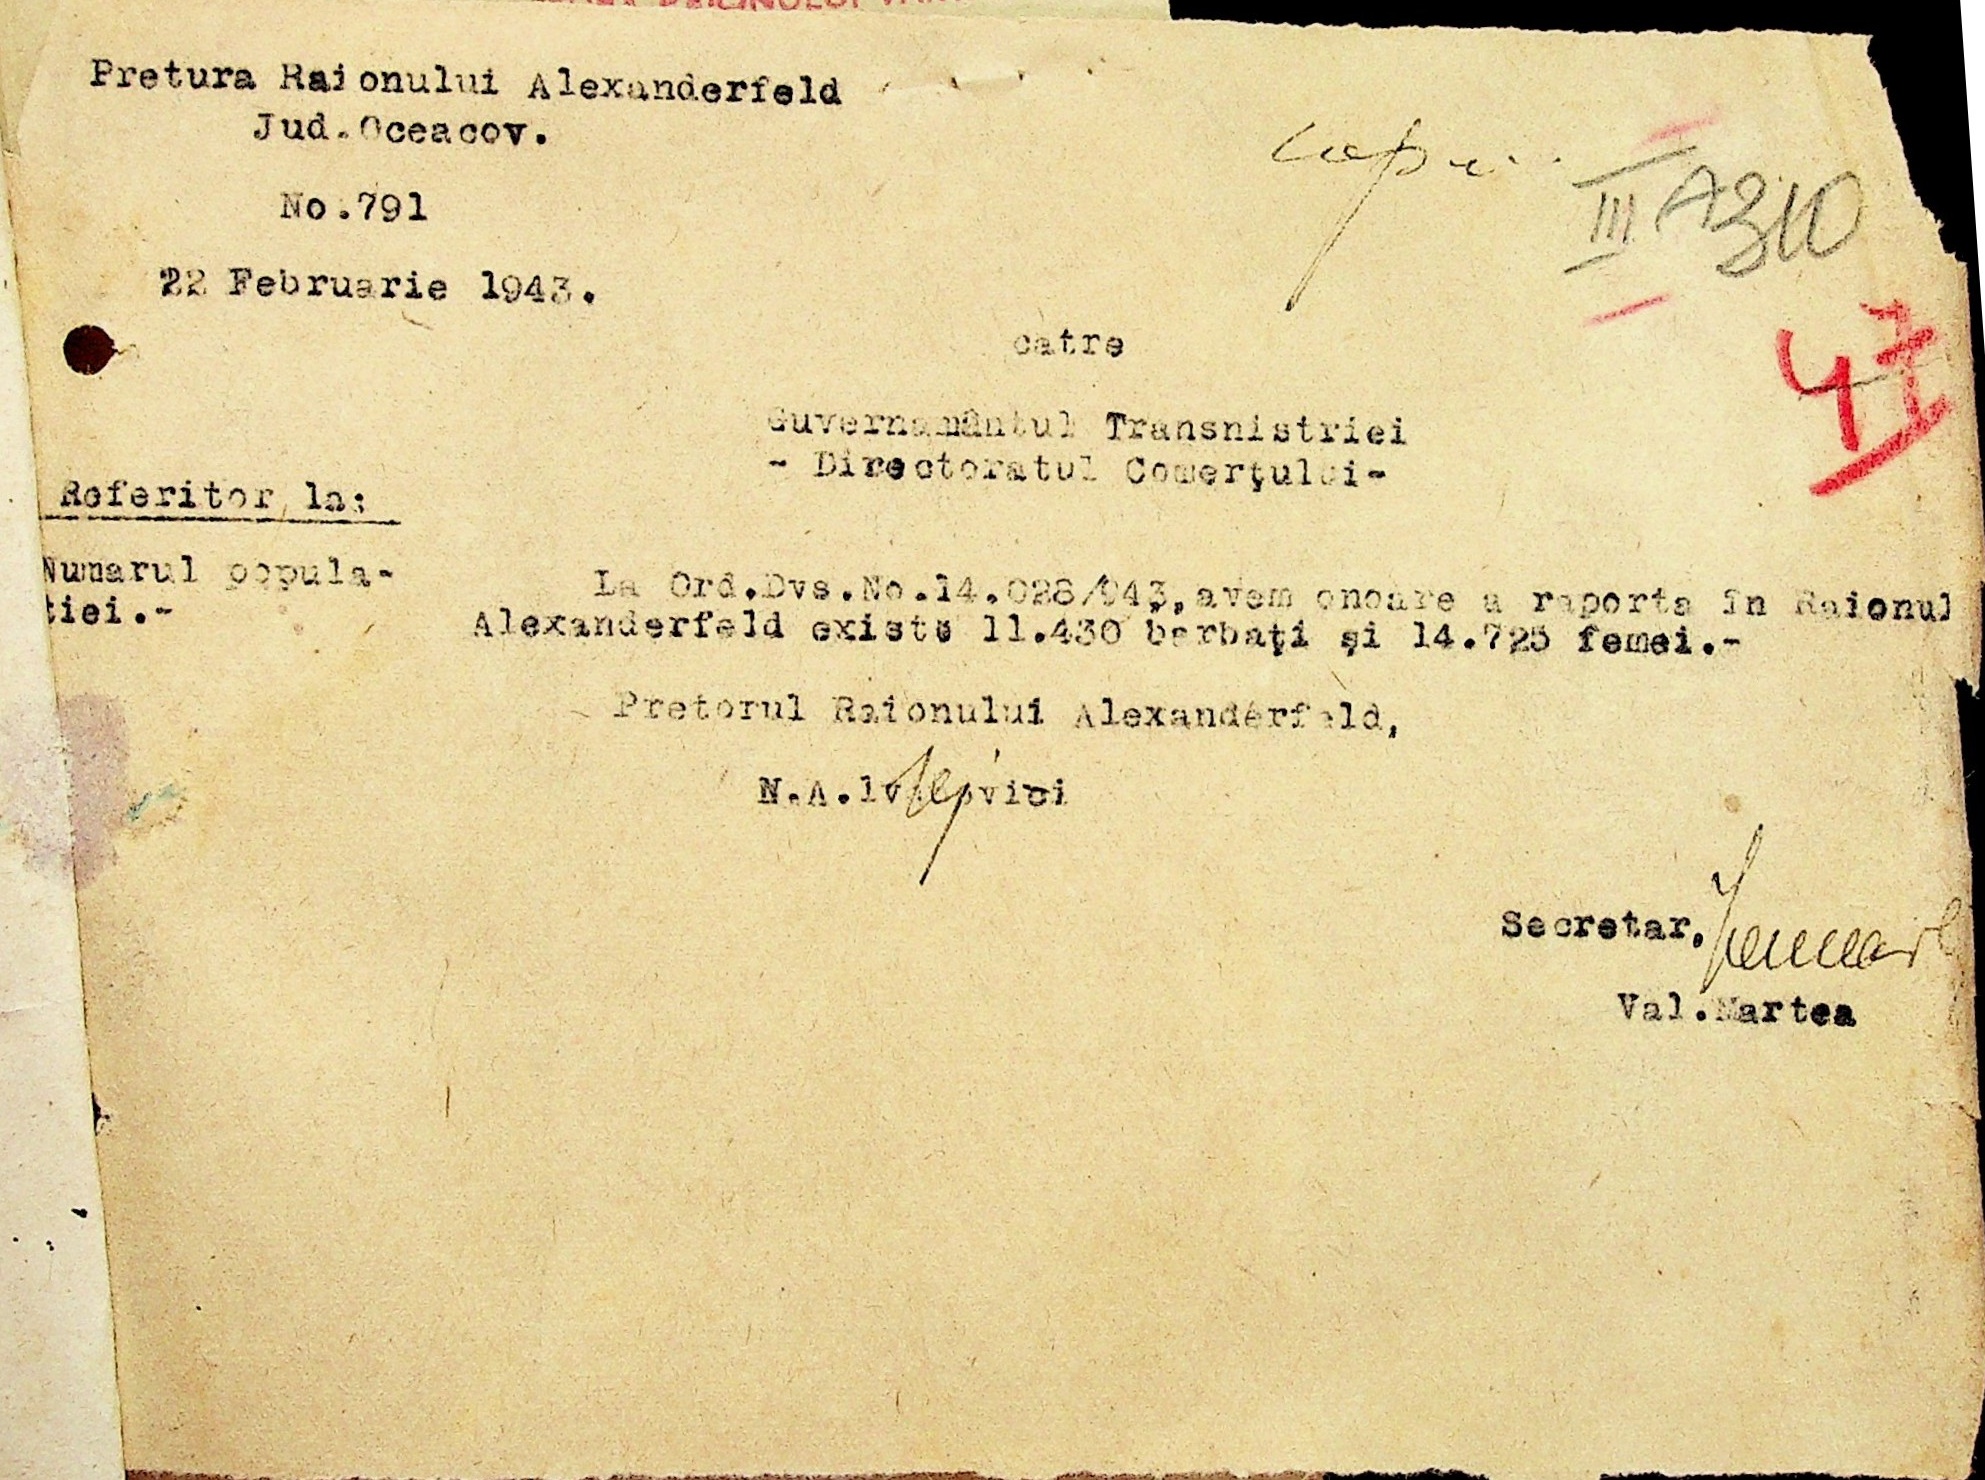 Pretura Raionului Alexanderfeld
Jud.Oceacov.
No.791
22 Februarie 1943.
III A 310
47
catre
Guvernamântul Transnistriei
- Directoratul Comerţului-
Referitor la:
Numarul popula-
tiei.-
La Ord.Dvs.No.14.028/943, avem onoare a raporta în Raionul
Alexanderfeld existe 11.430 barbaţi şi 14.725 femei.-
Pretorul Raionului Alexanderfeld,
N.A.
Secretar,
Val.Martea